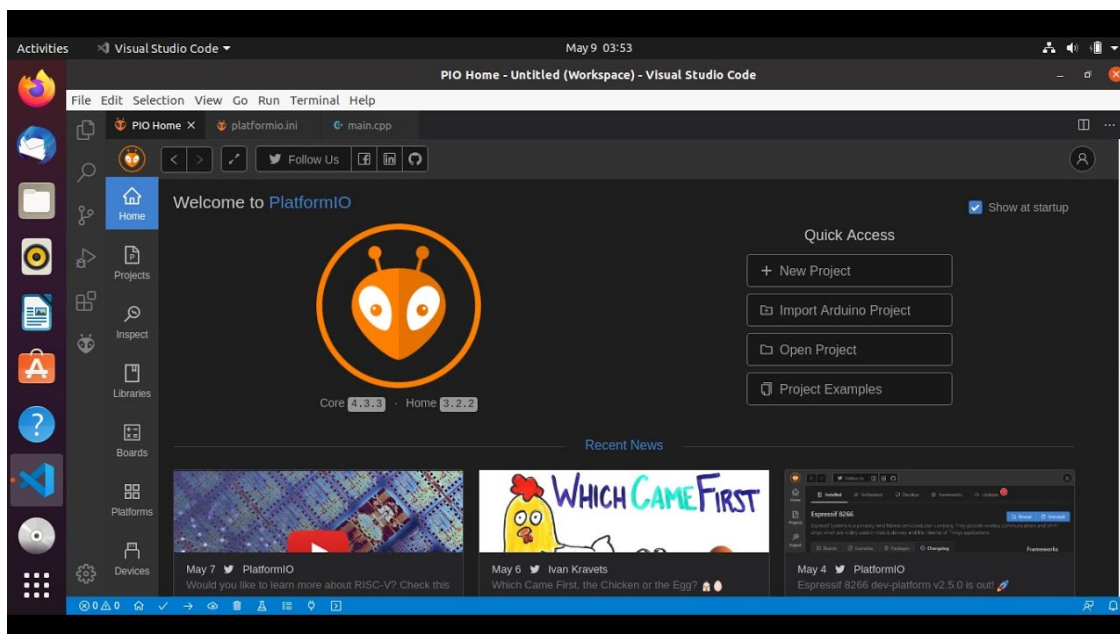 Activities Visual Studio Code May 9 03:53
PIO Home - Untitled (Workspace) - Visual Studio Code
File Edit Selection View Go Run Terminal Help
PIO Home platformio.ini main.cpp
Follow Us
Home
Projects
Inspect
Libraries
Boards
Platforms
Devices
Welcome to PlatformIO
Show at startup
Core 4.3.3 · Home 3.2.2
Quick Access
New Project
Import Arduino Project
Open Project
Project Examples
Recent News
WHICH CAME FIRST
Espressif 8266
May 7 PlatformIO
Would you like to learn more about RISC-V? Check this
May 6 Ivan Kravets
Which Came First, the Chicken or the Egg?
May 4 PlatformIO
Espressif 8266 dev-platform v2.5.0 is out!
0 0